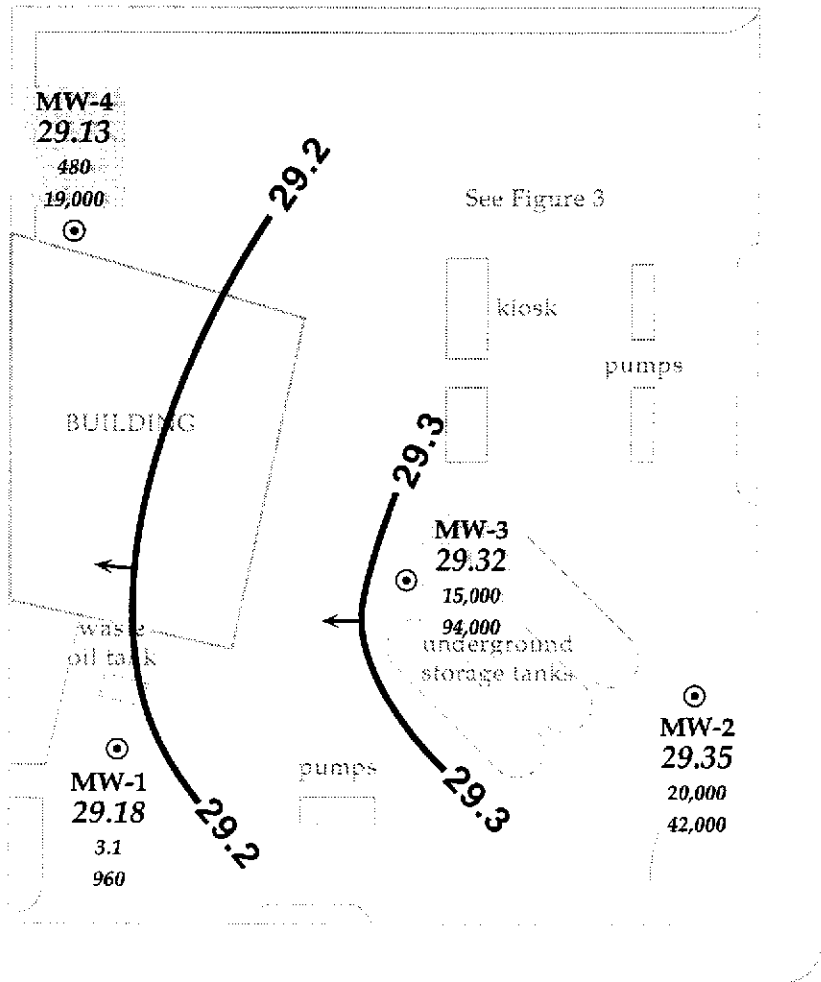 MW-4
29.13
480
19,000
29.2
See Figure 3
kiosk
pumps
BUILDING
29.3
MW-3
29.32
15,000
94,000
waste
oil tank
underground
storage tanks
MW-2
29.35
20,000
42,000
MW-1
29.18
3.1
960
pumps
29.2
29.3